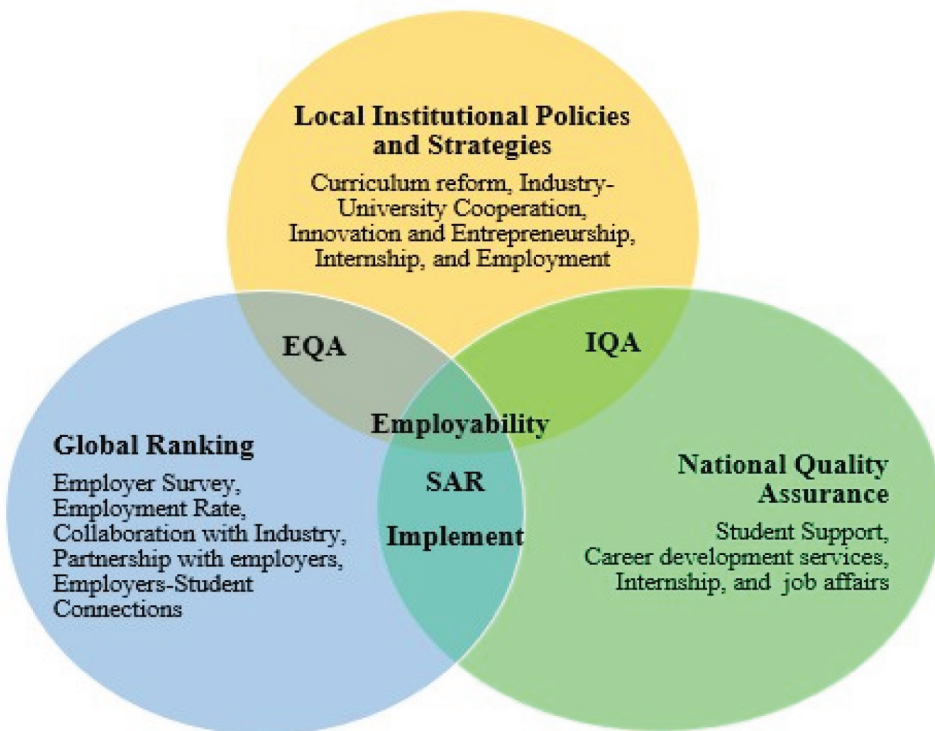 Local Institutional Policies
and Strategies
Curriculum reform, Industry-
University Cooperation,
Innovation and Entrepreneurship,
Internship, and Employment
EQA
IQA
Employability
SAR
Implement
Global Ranking
Employer Survey,
Employment Rate,
Collaboration with Industry,
Partnership with employers,
Employers-Student
Connections
National Quality
Assurance
Student Support,
Career development services,
Internship, and job affairs